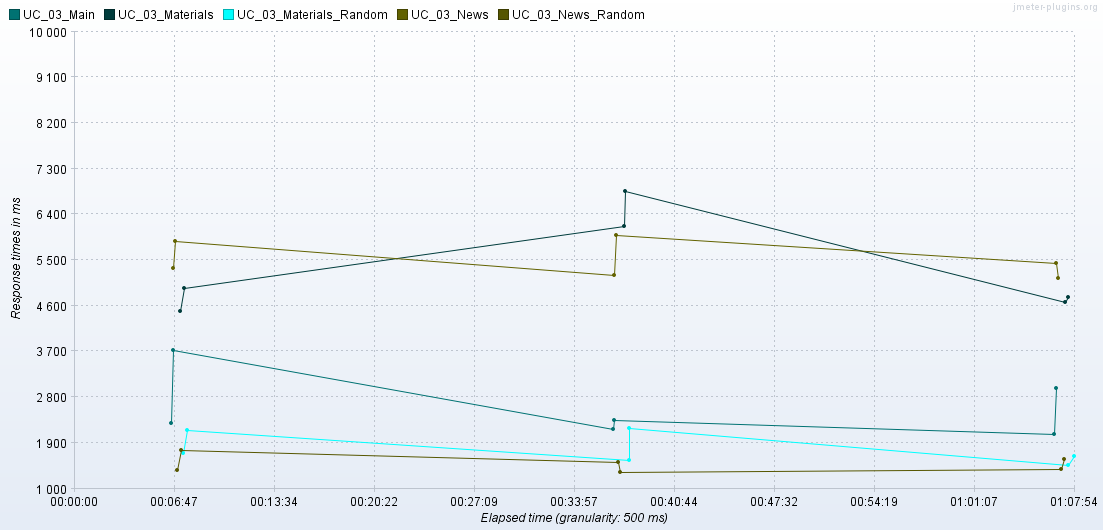 UC_03_Main UC_03_Materials UC_03_Materials_Random UC_03_News UC_03_News_Random
jmeter-plugins.org
10 000
9 100
8 200
7 300
6 400
5 500
4 600
3 700
2 800
1 900
1 000
Response times in ms
00:00:00 00:06:47 00:13:34 00:20:22 00:27:09 00:33:57 00:40:44 00:47:32 00:54:19 01:01:07 01:07:54
Elapsed time (granularity: 500 ms)